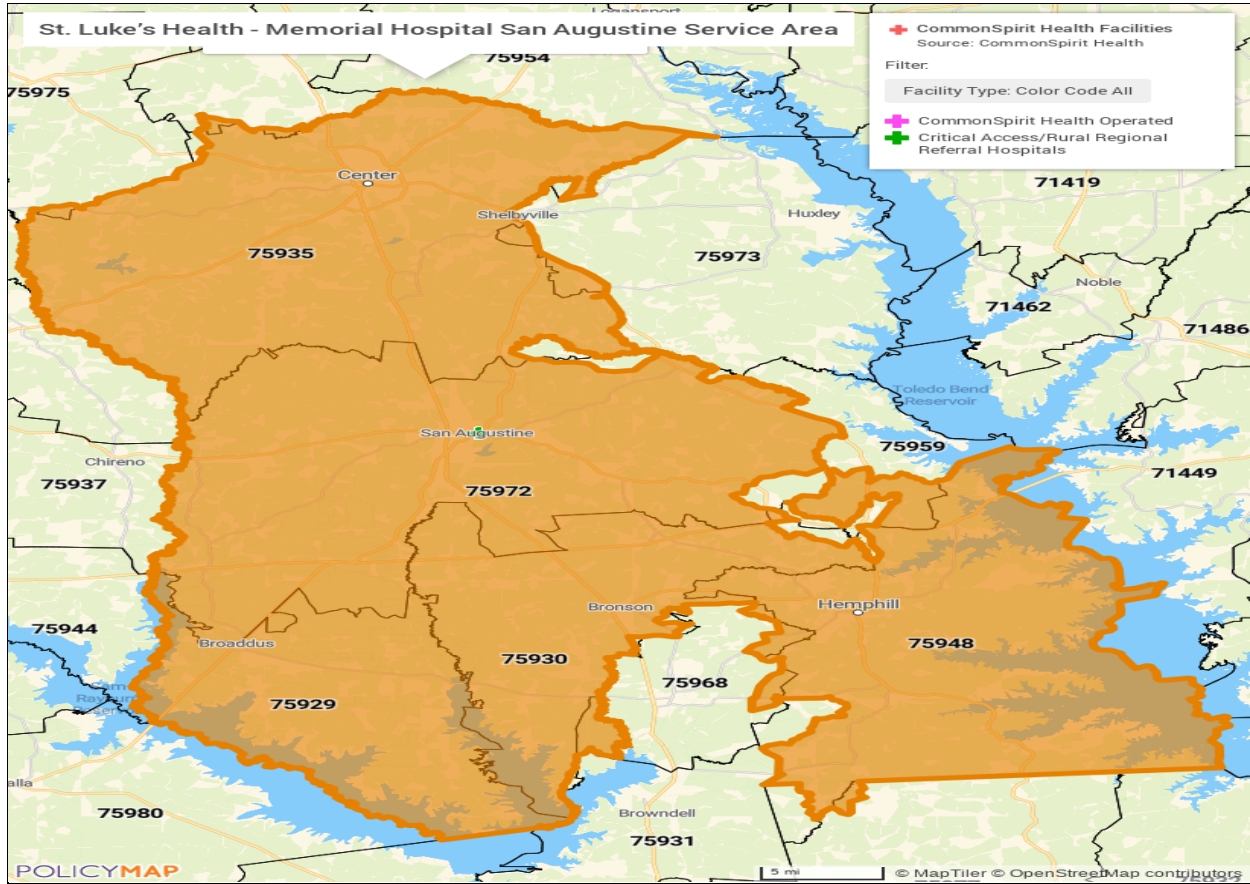 Logansport
St. Luke's Health - Memorial Hospital San Augustine Service Area
CommonSpirit Health Facilities
Source: CommonSpirit Health
Filter:
Facility Type: Color Code All
CommonSpirit Health Operated
Critical Access/Rural Regional
Referral Hospitals
75954
75975
Center
71419
Shelbyville
Huxley
75935
75973
Noble
71462
71486
Toledo Bend
Reservoir
San Augustine
75959
Chireno
75937
75972
71449
Bronson
Hemphill
75944
Broaddus
75930
75948
75968
75929
alla
75980
Browndell
75931
POLICYMAP
5 mi
© MapTiler © OpenStreetMap contributors